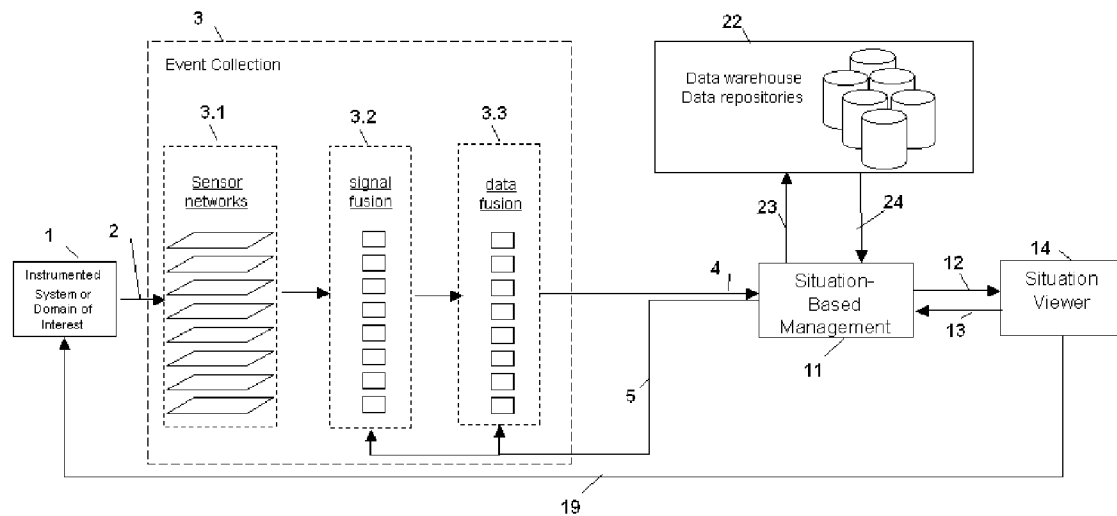 3
Event Collection
3.1
3.2
3.3
Sensor
networks
signal
fusion
data
fusion
1
2
Instrumented
System or
Domain of
Interest
22
Data warehouse
Data repositories
23
24
4
5
Situation-
Based
Management
11
12
13
14
Situation
Viewer
19